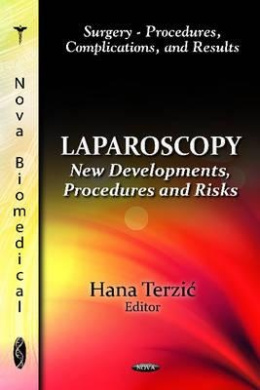 Surgery - Procedures,
Complications, and Results
Nova Biomedical
LAPAROSCOPY
New Developments,
Procedures and Risks
Hana Terzić
Editor
NOVA